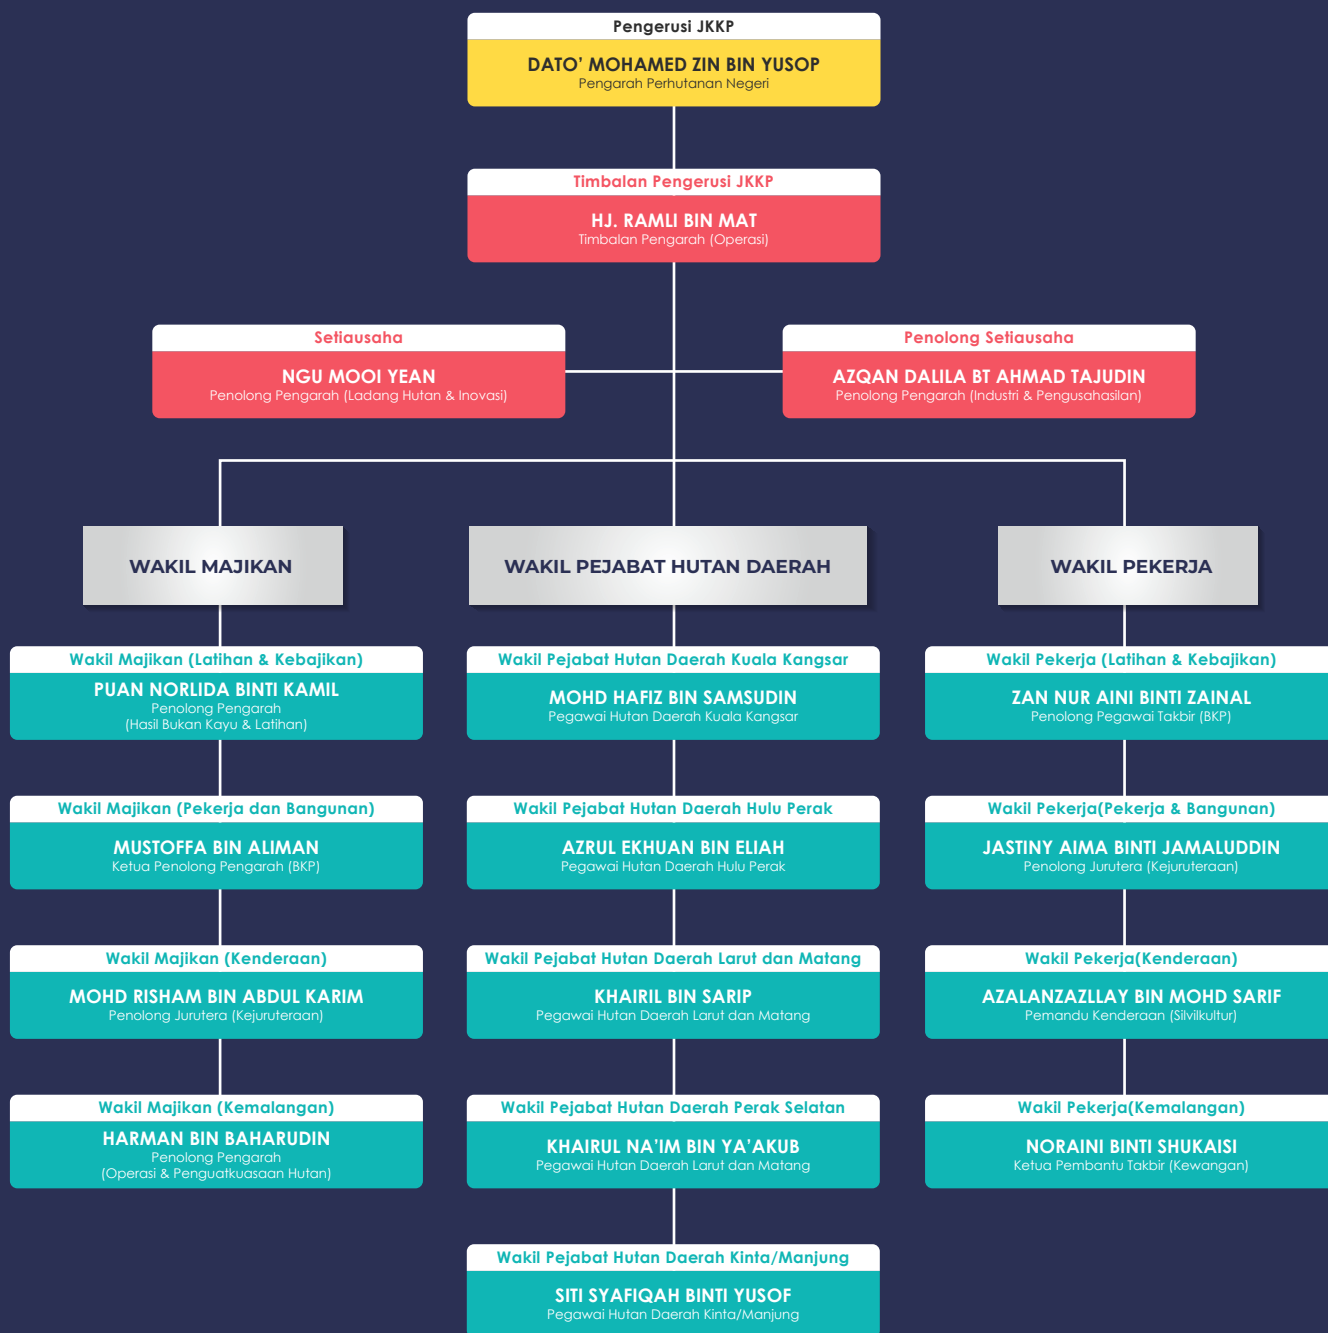 Pengerusi JKKP
DATO’ MOHAMED ZIN BIN YUSOP
Pengarah Perhutanan Negeri
Timbalan Pengerusi JKKP
HJ. RAMLI BIN MAT
Timbalan Pengarah (Operasi)
Setiausaha
NGU MOOI YEAN
Penolong Pengarah (Ladang Hutan & Inovasi)
Penolong Setiausaha
AZQAN DALILA BT AHMAD TAJUDIN
Penolong Pengarah (Industri & Pengusahasilan)
WAKIL MAJIKAN
Wakil Majikan (Latihan & Kebajikan)
PUAN NORLIDA BINTI KAMIL
Penolong Pengarah
(Hasil Bukan Kayu & Latihan)
Wakil Majikan (Pekerja dan Bangunan)
MUSTOFFA BIN ALIMAN
Ketua Penolong Pengarah (BKP)
Wakil Majikan (Kenderaan)
MOHD RISHAM BIN ABDUL KARIM
Penolong Jurutera (Kejuruteraan)
Wakil Majikan (Kemalangan)
HARMAN BIN BAHARUDIN
Penolong Pengarah
(Operasi & Penguatkuasaan Hutan)
WAKIL PEJABAT HUTAN DAERAH
Wakil Pejabat Hutan Daerah Kuala Kangsar
MOHD HAFIZ BIN SAMSUDIN
Pegawai Hutan Daerah Kuala Kangsar
Wakil Pejabat Hutan Daerah Hulu Perak
AZRUL EKHUAN BIN ELIAH
Pegawai Hutan Daerah Hulu Perak
Wakil Pejabat Hutan Daerah Larut dan Matang
KHAIRIL BIN SARIP
Pegawai Hutan Daerah Larut dan Matang
Wakil Pejabat Hutan Daerah Perak Selatan
KHAIRUL NA’IM BIN YA’AKUB
Pegawai Hutan Daerah Larut dan Matang
Wakil Pejabat Hutan Daerah Kinta/Manjung
SITI SYAFIQAH BINTI YUSOF
Pegawai Hutan Daerah Kinta/Manjung
WAKIL PEKERJA
Wakil Pekerja (Latihan & Kebajikan)
ZAN NUR AINI BINTI ZAINAL
Penolong Pegawai Takbir (BKP)
Wakil Pekerja(Pekerja & Bangunan)
JASTINY AIMA BINTI JAMALUDDIN
Penolong Jurutera (Kejuruteraan)
Wakil Pekerja(Kenderaan)
AZALANZAZLLAY BIN MOHD SARIF
Pemandu Kenderaan (Silvilkultur)
Wakil Pekerja(Kemalangan)
NORAINI BINTI SHUKAISI
Ketua Pembantu Takbir (Kewangan)